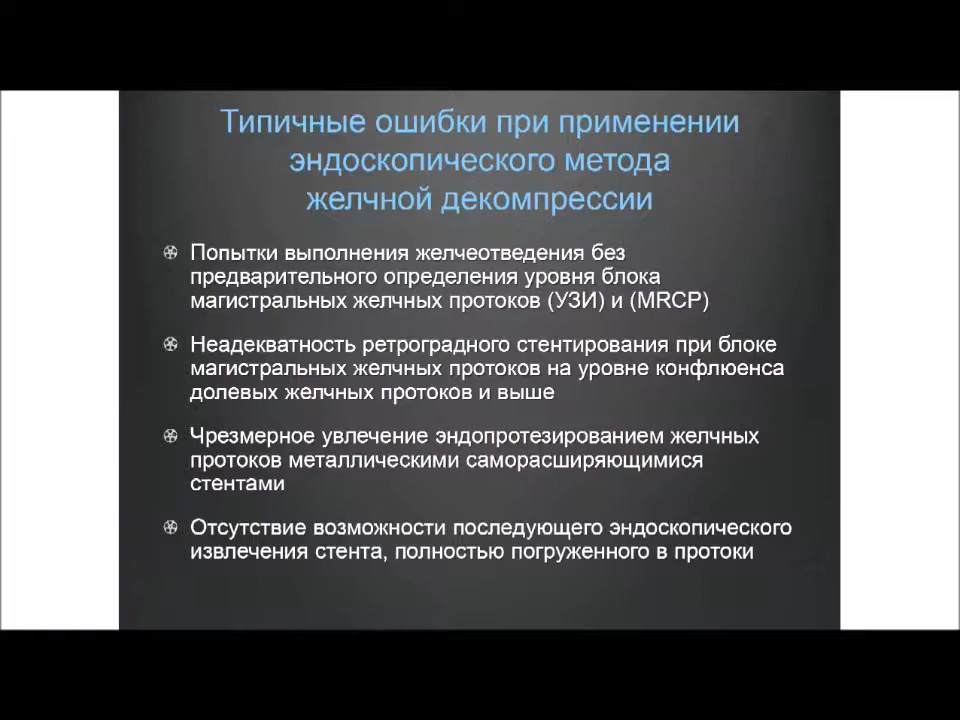 Типичные ошибки при применении
эндоскопического метода
желчной декомпрессии
Попытки выполнения желчеотведения без
предварительного определения уровня блока
магистральных желчных протоков (УЗИ) и (MRCP)
Неадекватность ретроградного стентирования при блоке
магистральных желчных протоков на уровне конфлюенса
долевых желчных протоков и выше
Чрезмерное увлечение эндопротезированием желчных
протоков металлическими саморасширяющимися
стентами
Отсутствие возможности последующего эндоскопического
извлечения стента, полностью погруженного в протоки